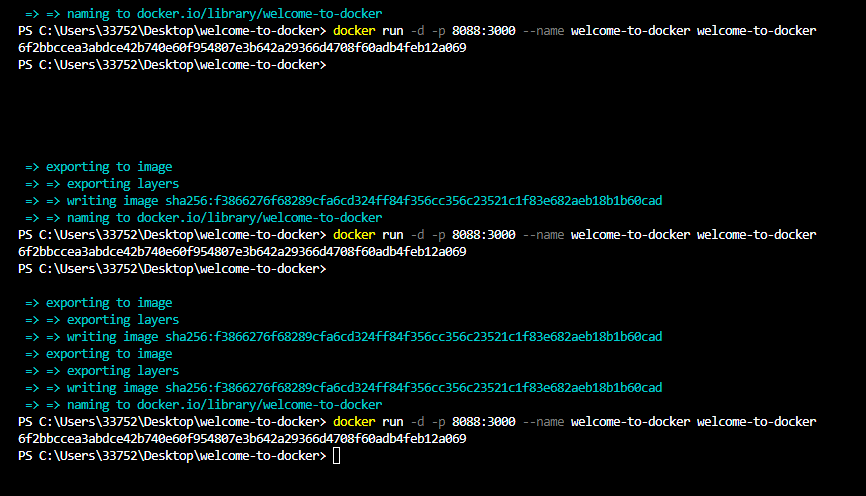 => => naming to docker.io/library/welcome-to-docker
PS C:\Users\33752\Desktop\welcome-to-docker> docker run -d -p 8088:3000 --name welcome-to-docker welcome-to-docker
6f2bbccea3abdce42b740e60f954807e3b642a29366d4708f60adb4feb12a069
PS C:\Users\33752\Desktop\welcome-to-docker>
=> exporting to image
=> => exporting layers
=> => writing image sha256:f3866276f68289cfa6cd324ff84f356cc356c23521c1f83e682aeb18b1b60cad
=> => naming to docker.io/library/welcome-to-docker
PS C:\Users\33752\Desktop\welcome-to-docker> docker run -d -p 8088:3000 --name welcome-to-docker welcome-to-docker
6f2bbccea3abdce42b740e60f954807e3b642a29366d4708f60adb4feb12a069
PS C:\Users\33752\Desktop\welcome-to-docker>
=> exporting to image
=> => exporting layers
=> => writing image sha256:f3866276f68289cfa6cd324ff84f356cc356c23521c1f83e682aeb18b1b60cad
=> exporting to image
=> => exporting layers
=> => writing image sha256:f3866276f68289cfa6cd324ff84f356cc356c23521c1f83e682aeb18b1b60cad
=> => naming to docker.io/library/welcome-to-docker
PS C:\Users\33752\Desktop\welcome-to-docker> docker run -d -p 8088:3000 --name welcome-to-docker welcome-to-docker
6f2bbccea3abdce42b740e60f954807e3b642a29366d4708f60adb4feb12a069
PS C:\Users\33752\Desktop\welcome-to-docker>